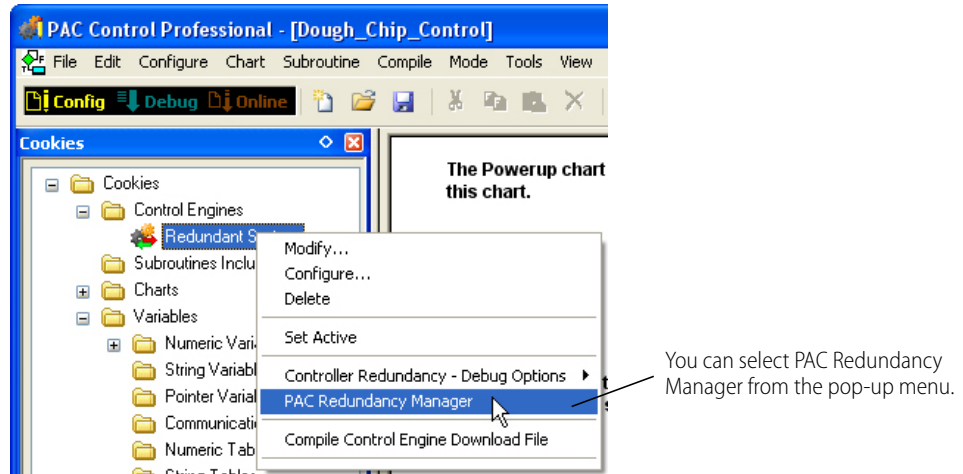 PAC Control Professional - [Dough_Chip_Control]
File Edit Configure Chart Subroutine Compile Mode Tools View
Config Debug Online
Cookies
The Powerup chart
this chart.
Cookies
Control Engines
Redundant S
Subroutines Inclu
Charts
Variables
Numeric Vari
String Variabl
Pointer Varial
Communicati
Numeric Tab
String Tables
Modify...
Configure...
Delete
Set Active
Controller Redundancy - Debug Options
PAC Redundancy Manager
Compile Control Engine Download File
You can select PAC Redundancy
Manager from the pop-up menu.